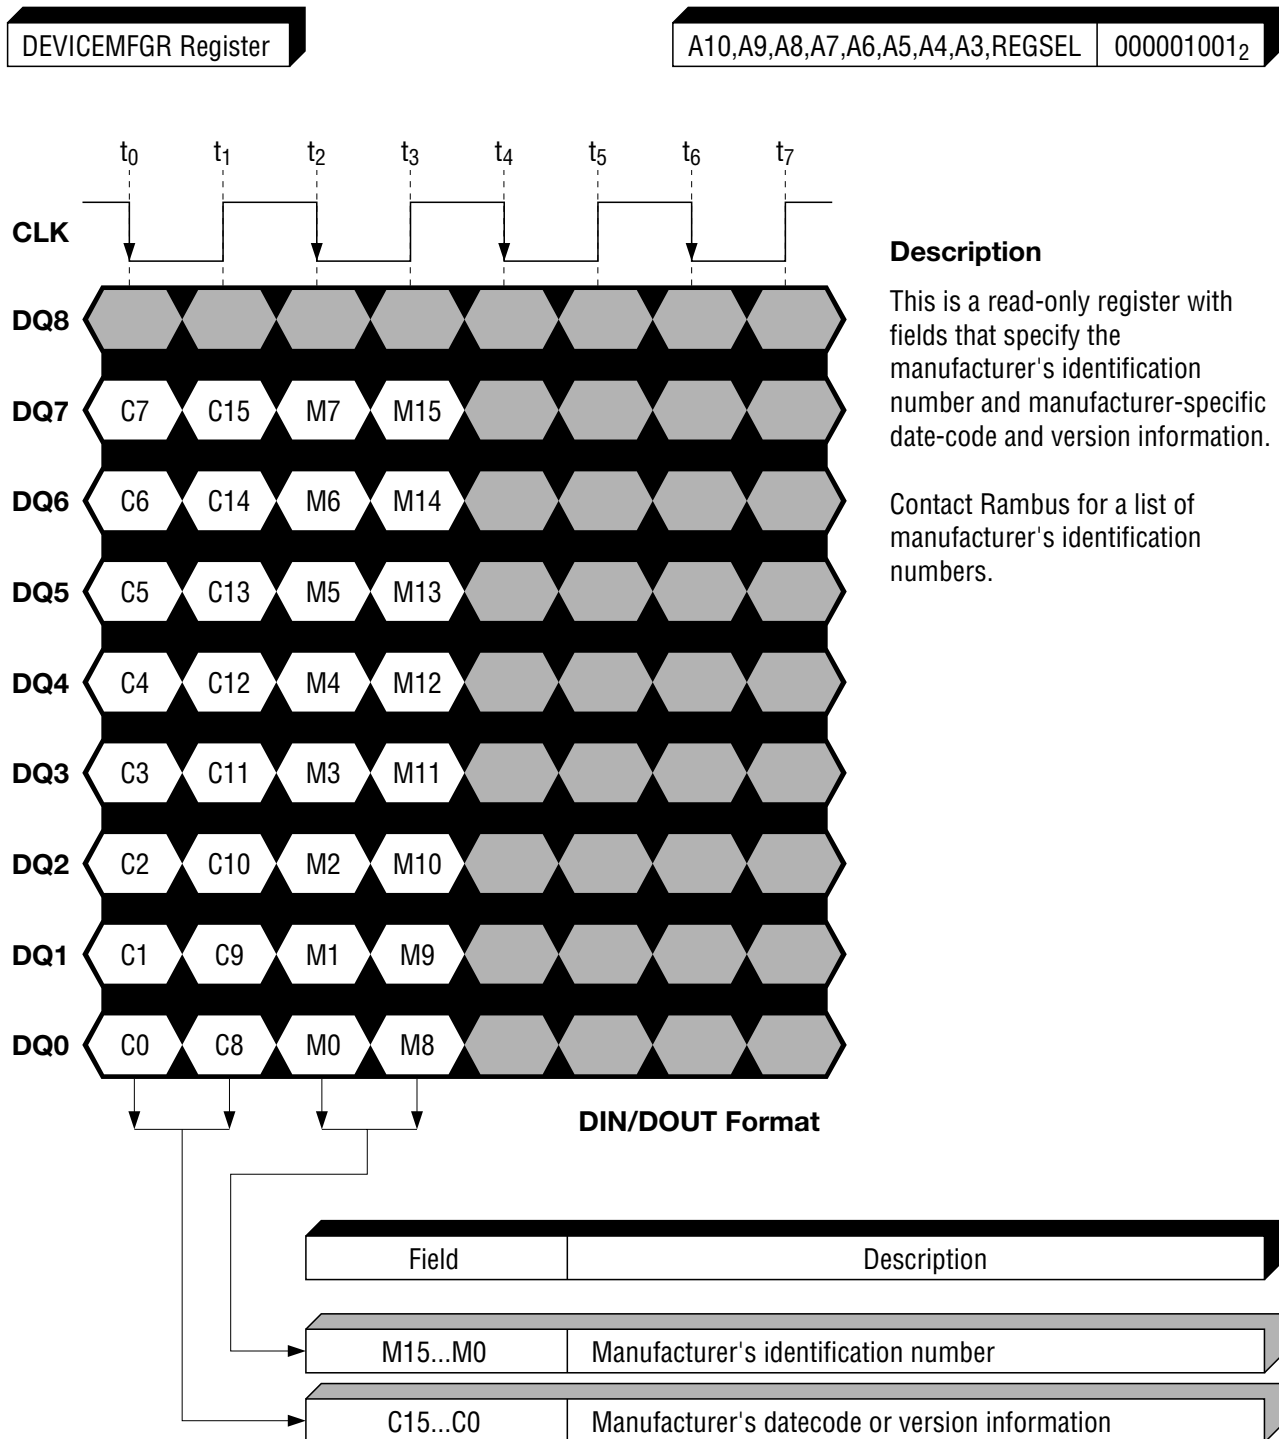 DEVICEMFGR Register
A10,A9,A8,A7,A6,A5,A4,A3,REGSEL 000001001₂
t₀ t₁ t₂ t₃ t₄ t₅ t₆ t₇
CLK
DQ8
DQ7 C7 C15 M7 M15
DQ6 C6 C14 M6 M14
DQ5 C5 C13 M5 M13
DQ4 C4 C12 M4 M12
DQ3 C3 C11 M3 M11
DQ2 C2 C10 M2 M10
DQ1 C1 C9 M1 M9
DQ0 C0 C8 M0 M8
DIN/DOUT Format
Description
This is a read-only register with
fields that specify the
manufacturer's identification
number and manufacturer-specific
date-code and version information.
Contact Rambus for a list of
manufacturer's identification
numbers.
Field Description
M15...M0 Manufacturer's identification number
C15...C0 Manufacturer's datecode or version information